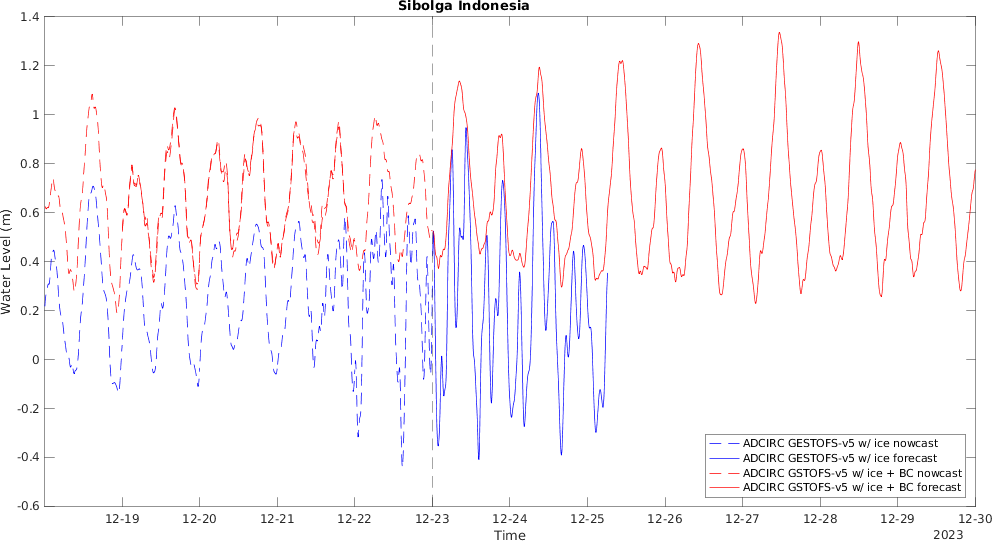 Sibolga Indonesia
1.4
1.2
1
0.8
0.6
0.4
0.2
0
-0.2
-0.4
-0.6
Water Level (m)
12-19 12-20 12-21 12-22 12-23 12-24 12-25 12-26 12-27 12-28 12-29 12-30
Time
2023
ADCIRC GESTOFS-v5 w/ ice nowcast
ADCIRC GESTOFS-v5 w/ ice forecast
ADCIRC GSTOFS-v5 w/ ice + BC nowcast
ADCIRC GSTOFS-v5 w/ ice + BC forecast